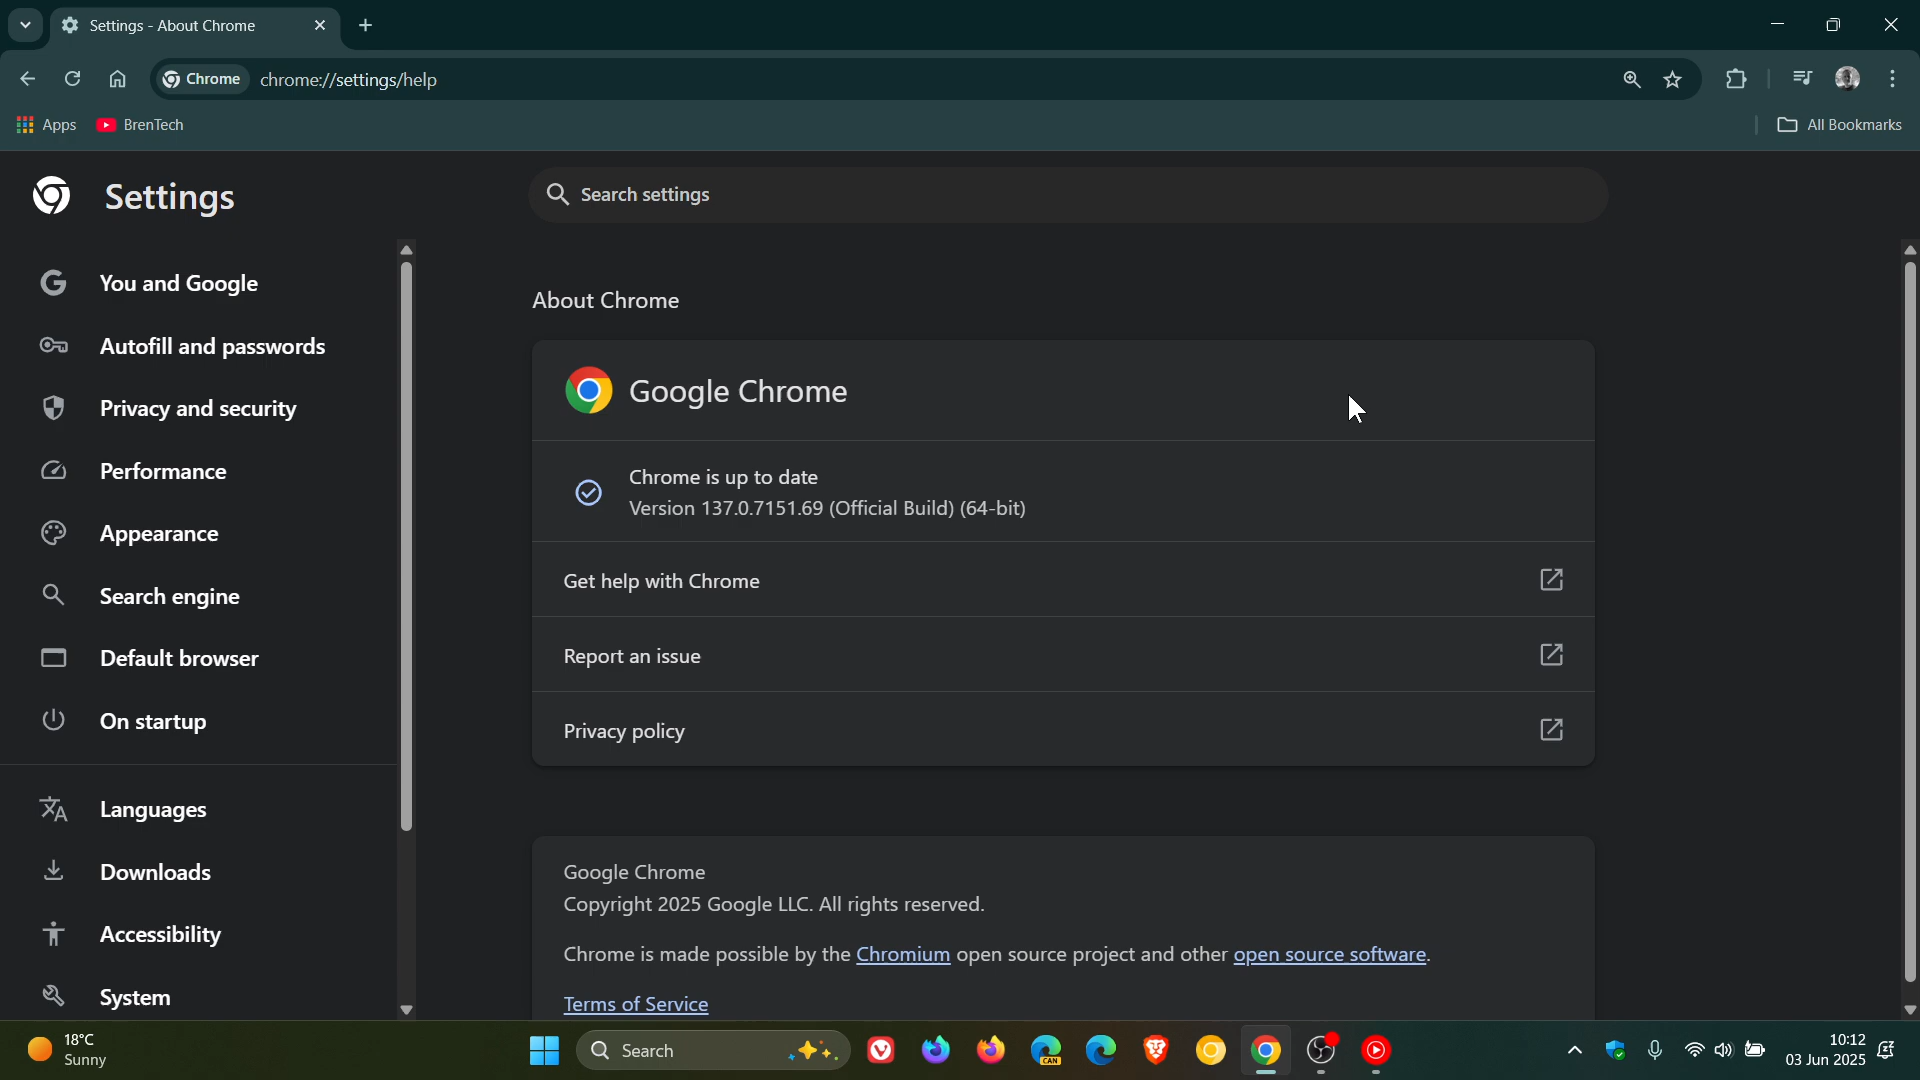 Settings - About Chrome
Chrome
chrome://settings/help
Apps
BrenTech
All Bookmarks
Settings
Search settings
You and Google
Autofill and passwords
Privacy and security
Performance
Appearance
Search engine
Default browser
On startup
Languages
Downloads
Accessibility
System
About Chrome
Google Chrome
Chrome is up to date
Version 137.0.7151.69 (Official Build) (64-bit)
Get help with Chrome
Report an issue
Privacy policy
Google Chrome
Copyright 2025 Google LLC. All rights reserved.
Chrome is made possible by the Chromium open source project and other open source software.
Terms of Service
18°C
Sunny
Search
CAN
10:12
03 Jun 2025